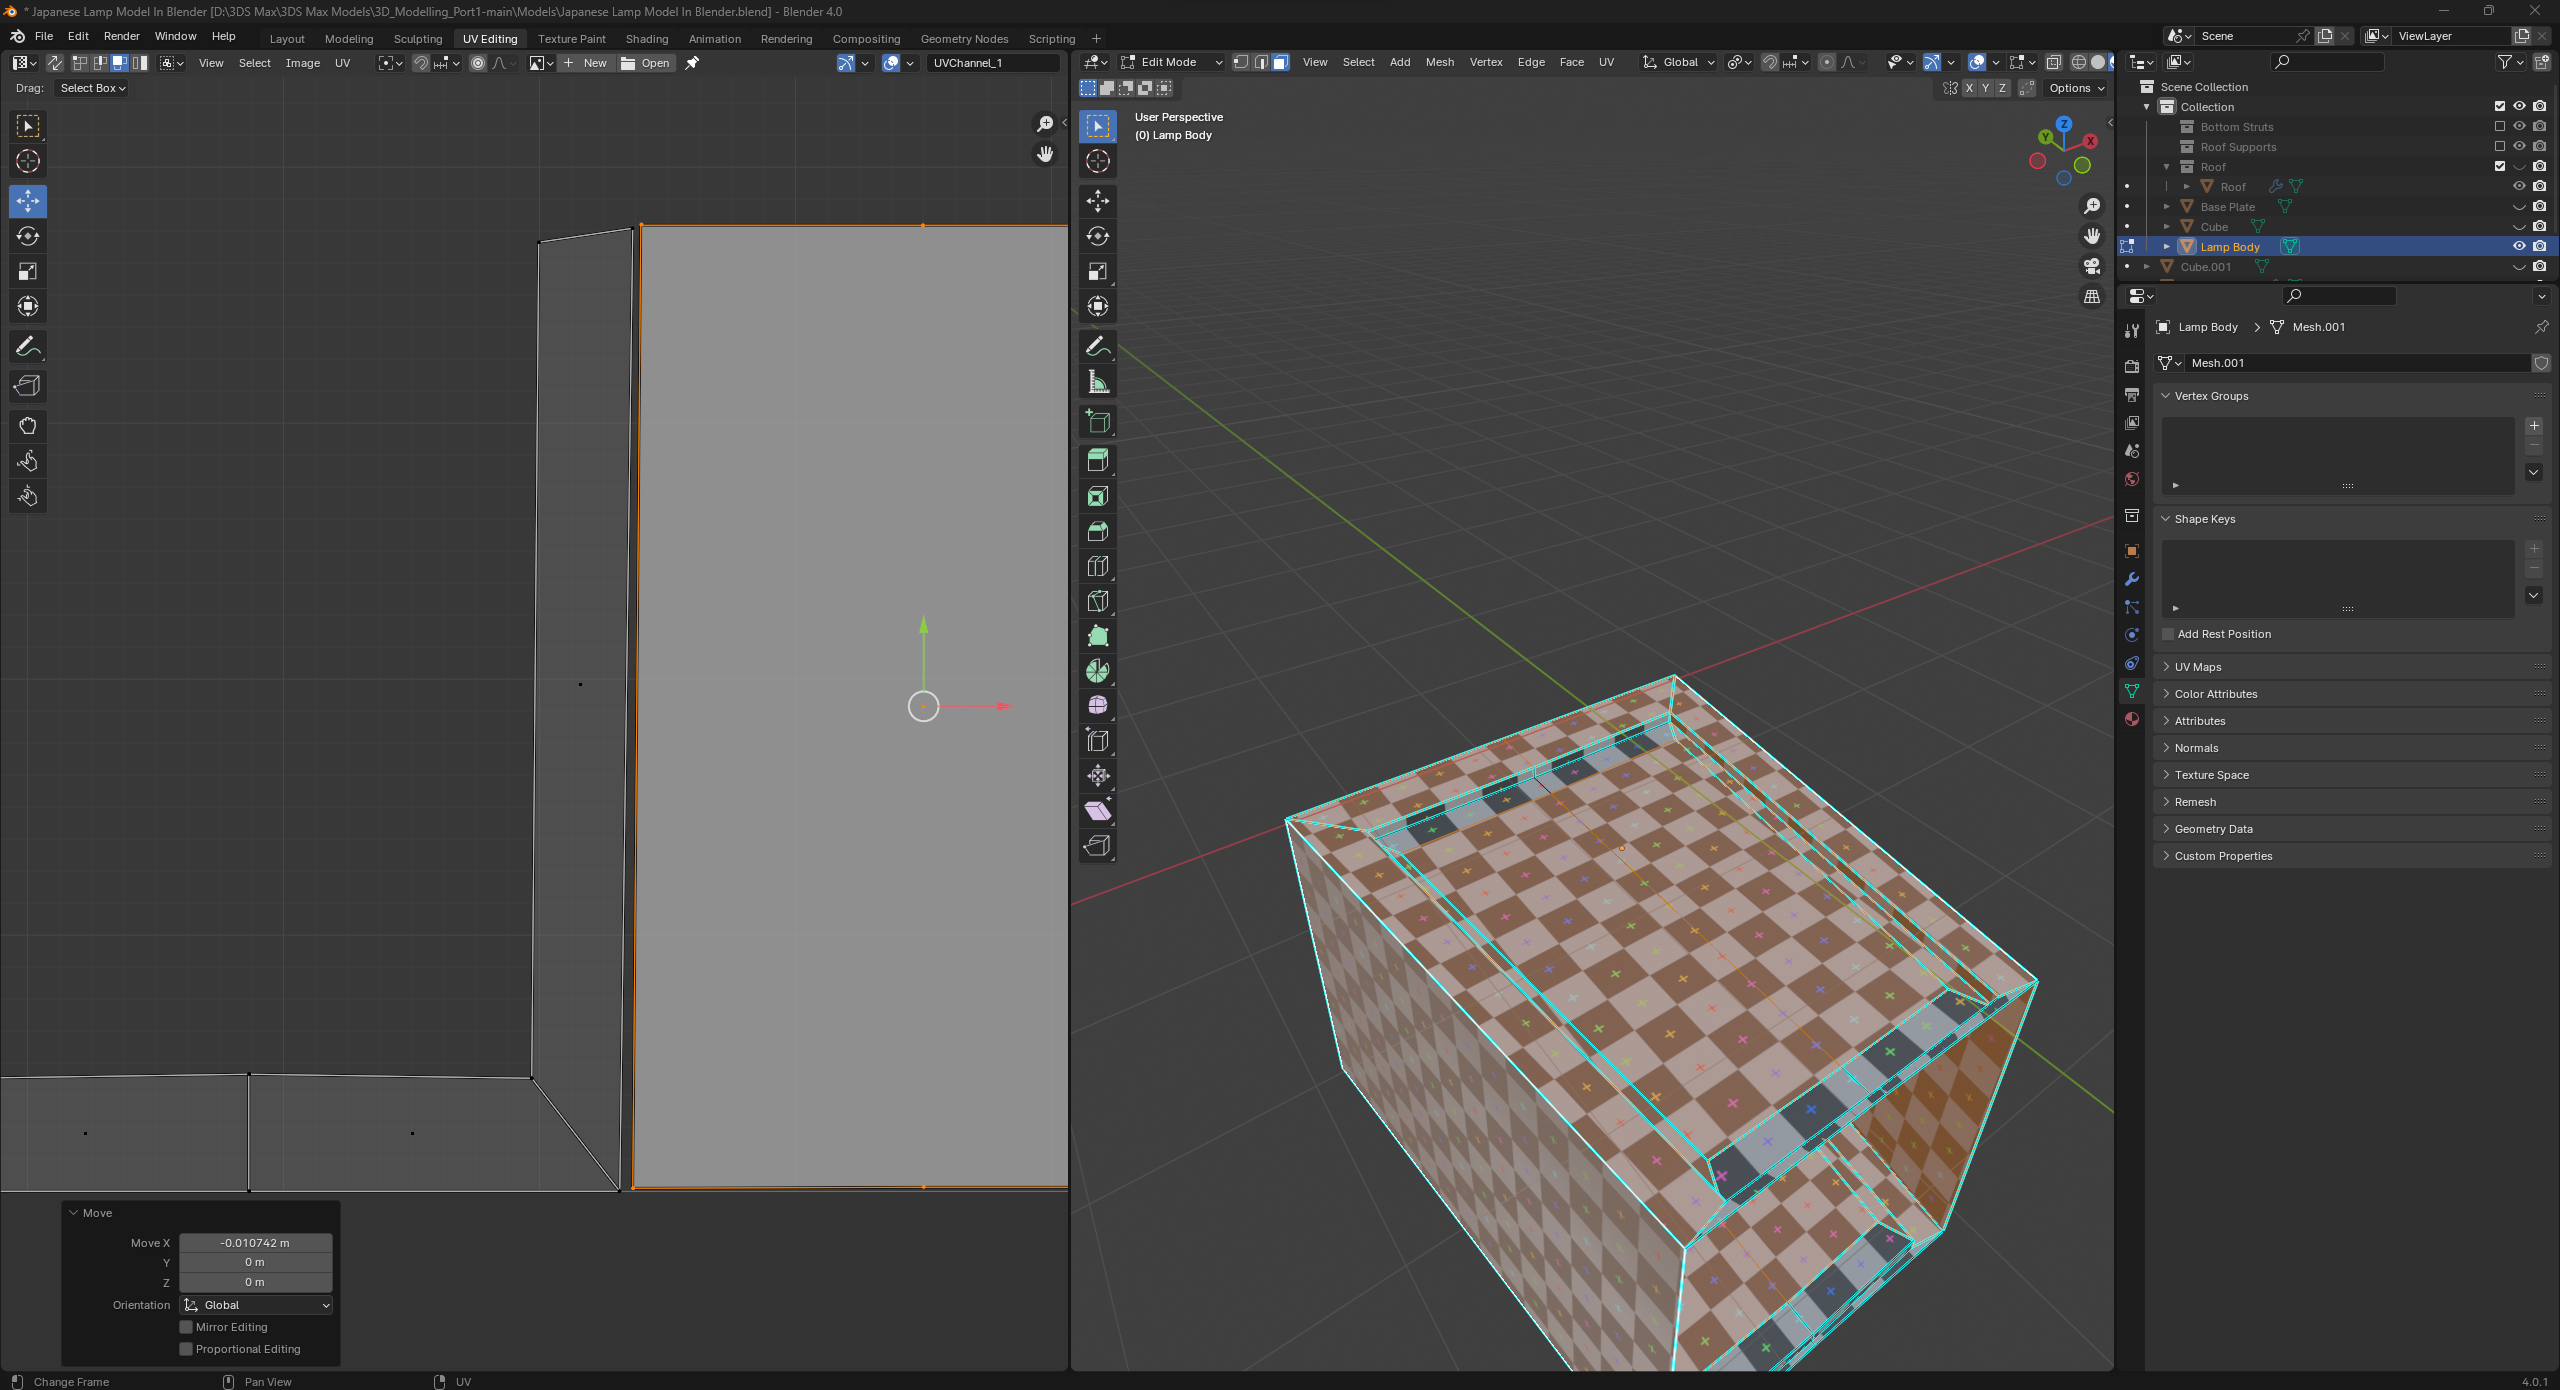 * Japanese Lamp Model In Blender [D:\3DS Max\3DS Max Models\3D_Modelling_Port1-main\Models\Japanese Lamp Model In Blender.blend] - Blender 4.0
File Edit Render Window Help Layout Modeling Sculpting UV Editing Texture Paint Shading Animation Rendering Compositing Geometry Nodes Scripting + Scene ViewLayer
View Select Image UV New Open UVChannel_1
Edit Mode View Select Add Mesh Vertex Edge Face UV Global
Drag: Select Box
X Y Z Options
User Perspective
(0) Lamp Body
Z
Y
X
Scene Collection
Collection
Bottom Struts
Roof Supports
Roof
Roof
Base Plate
Cube
Lamp Body
Cube.001
Lamp Body > Mesh.001
Mesh.001
Vertex Groups
Shape Keys
Add Rest Position
UV Maps
Color Attributes
Attributes
Normals
Texture Space
Remesh
Geometry Data
Custom Properties
Move
Move X -0.010742 m
Y 0 m
Z 0 m
Orientation Global
Mirror Editing
Proportional Editing
Change Frame Pan View UV 4.0.1